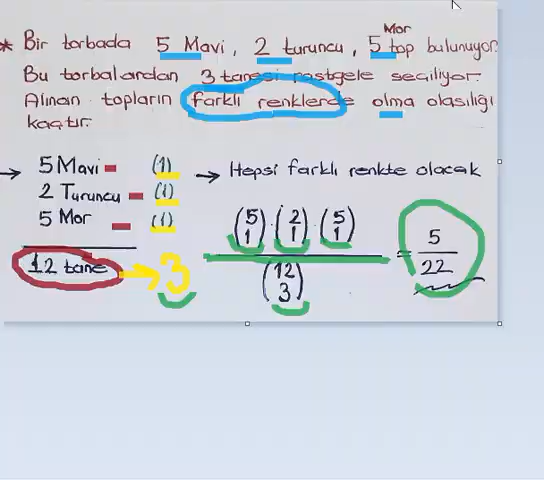 Mor
* Bir torbada 5 Mavi, 2 turuncu, 5 top bulunuyor.
Bu torbalardan 3 tanesi rastgele seçiliyor.
Alınan topların farklı renklerde olma olasılığı
kaçtır.
→ 5 Mavi (1) → Hepsi farklı renkte olacak
2 Turuncu (1)
5 Mor (1)
12 tane → 3
(5 1) · (2 1) · (5 1)
(12 3)
= 5/22